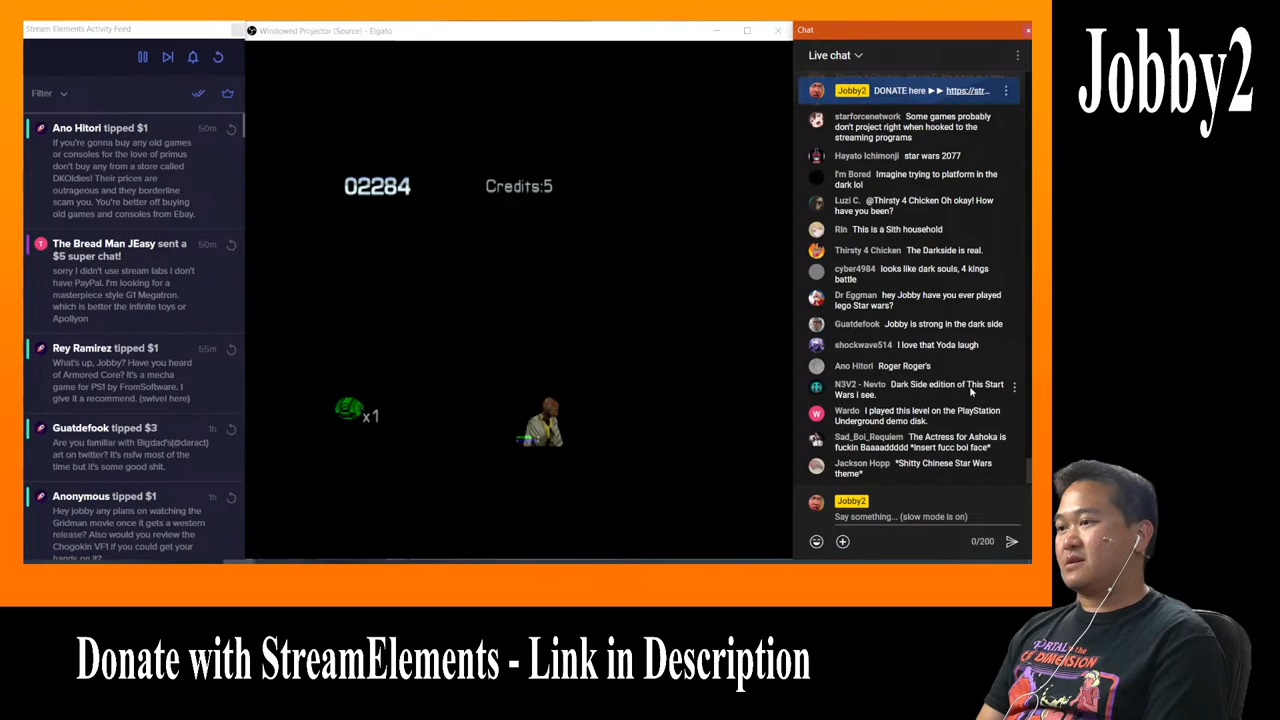 Stream Elements Activity Feed
Filter
Ano Hitori tipped $1
50m
If you're gonna buy any old games
or consoles for the love of primus
don't buy any from a store called
DKOldies! Their prices are
outrageous and they borderline
scam you. You're better off buying
old games and consoles from Ebay.
T
The Bread Man JEasy sent a
$5 super chat!
50m
sorry I didn't use stream labs I don't
have PayPal. I'm looking for a
masterpiece style G1 Megatron.
which is better the infinite toys or
Apollyon
Rey Ramirez tipped $1
55m
What's up, Jobby? Have you heard
of Armored Core? It's a mecha
game for PS1 by FromSoftware. I
give it a recommend. (swivel here)
Guatdefook tipped $3
1h
Are you familiar with Bigdad's(@daract)
art on twitter? It's nsfw most of the
time but it's some good shit.
Anonymous tipped $1
1h
Hey jobby any plans on watching the
Gridman movie once it gets a western
release? Also would you review the
Chogokin VF1 if you could get your
hands on it?
Windowed Projector (Source) - Elgato
02284
Credits:5
x1
Chat
Live chat
Jobby2 DONATE here ►► https://str...
starforcenetwork Some games probably
don't project right when hooked to the
streaming programs
Hayato Ichimonji star wars 2077
I'm Bored Imagine trying to platform in the
dark lol
Luzi C. @Thirsty 4 Chicken Oh okay! How
have you been?
Rin This is a Sith household
Thirsty 4 Chicken The Darkside is real.
cyber4984 looks like dark souls, 4 kings
battle
Dr Eggman hey Jobby have you ever played
lego Star wars?
Guatdefook Jobby is strong in the dark side
shockwave514 I love that Yoda laugh
Ano Hitori Roger Roger's
N3V2 - Nevto Dark Side edition of This Start
Wars i see.
W
Wardo I played this level on the PlayStation
Underground demo disk.
Sad_Boi_Requiem The Actress for Ashoka is
fuckin Baaaaddddd *insert fucc boi face*
Jackson Hopp *Shitty Chinese Star Wars
theme*
Jobby2
Say something... (slow mode is on)
0/200
Jobby2
PORTAL to the
DIMENSION
Donate with StreamElements - Link in Description